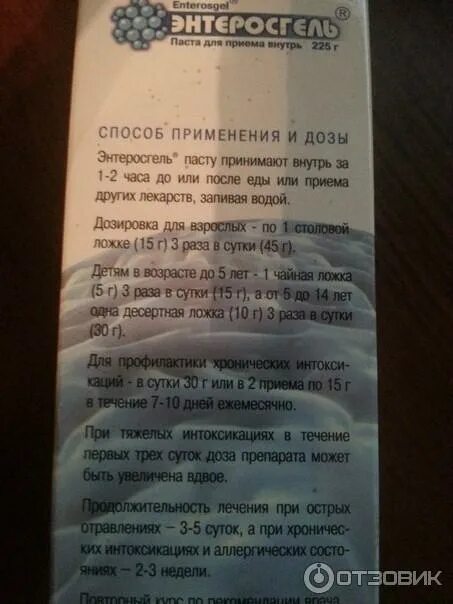 Enterosgel®
ЭНТЕРОСГЕЛЬ®
Паста для приема внутрь 225 г
СПОСОБ ПРИМЕНЕНИЯ И ДОЗЫ
Энтеросгель® пасту принимают внутрь за
1-2 часа до или после еды или приема
других лекарств, запивая водой.
Дозировка для взрослых - по 1 столовой
ложке (15 г) 3 раза в сутки (45 г).
Детям в возрасте до 5 лет - 1 чайная ложка
(5 г) 3 раза в сутки (15 г), а от 5 до 14 лет
одна десертная ложка (10 г) 3 раза в сутки
(30 г).
Для профилактики хронических интокси-
каций - в сутки 30 г или в 2 приема по 15 г
в течение 7-10 дней ежемесячно.
При тяжелых интоксикациях в течение
первых трех суток доза препарата может
быть увеличена вдвое.
Продолжительность лечения при острых
отравлениях – 3-5 суток, а при хроничес-
ких интоксикациях и аллергических состо-
яниях – 2-3 недели.
Повторный курс по рекомендации врача
ОТЗОВИК